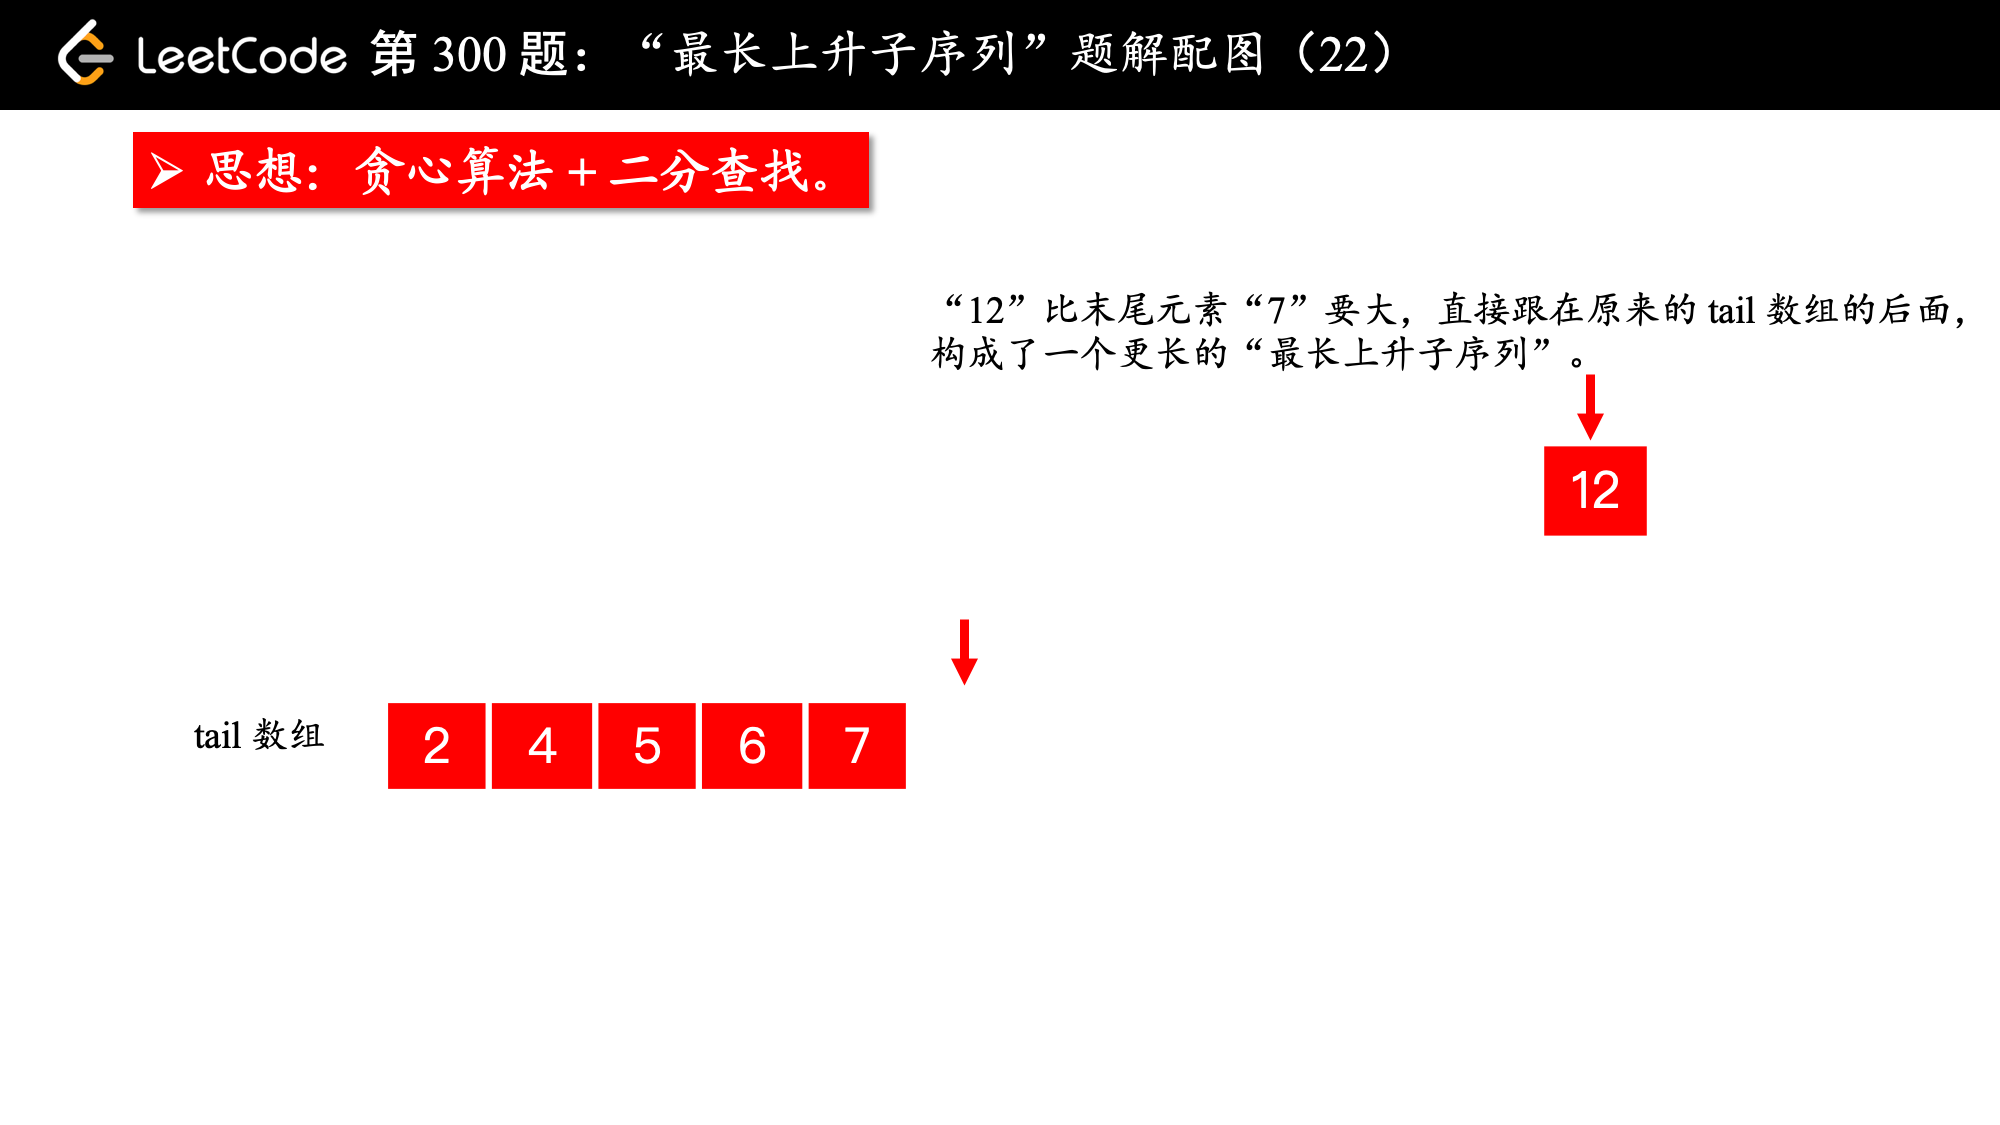 LeetCode 第 300 题：“最长上升子序列”题解配图（22）
➢ 思想：贪心算法 + 二分查找。
“12”比末尾元素“7”要大，直接跟在原来的 tail 数组的后面，
构成了一个更长的“最长上升子序列”。
12
tail 数组 2 4 5 6 7